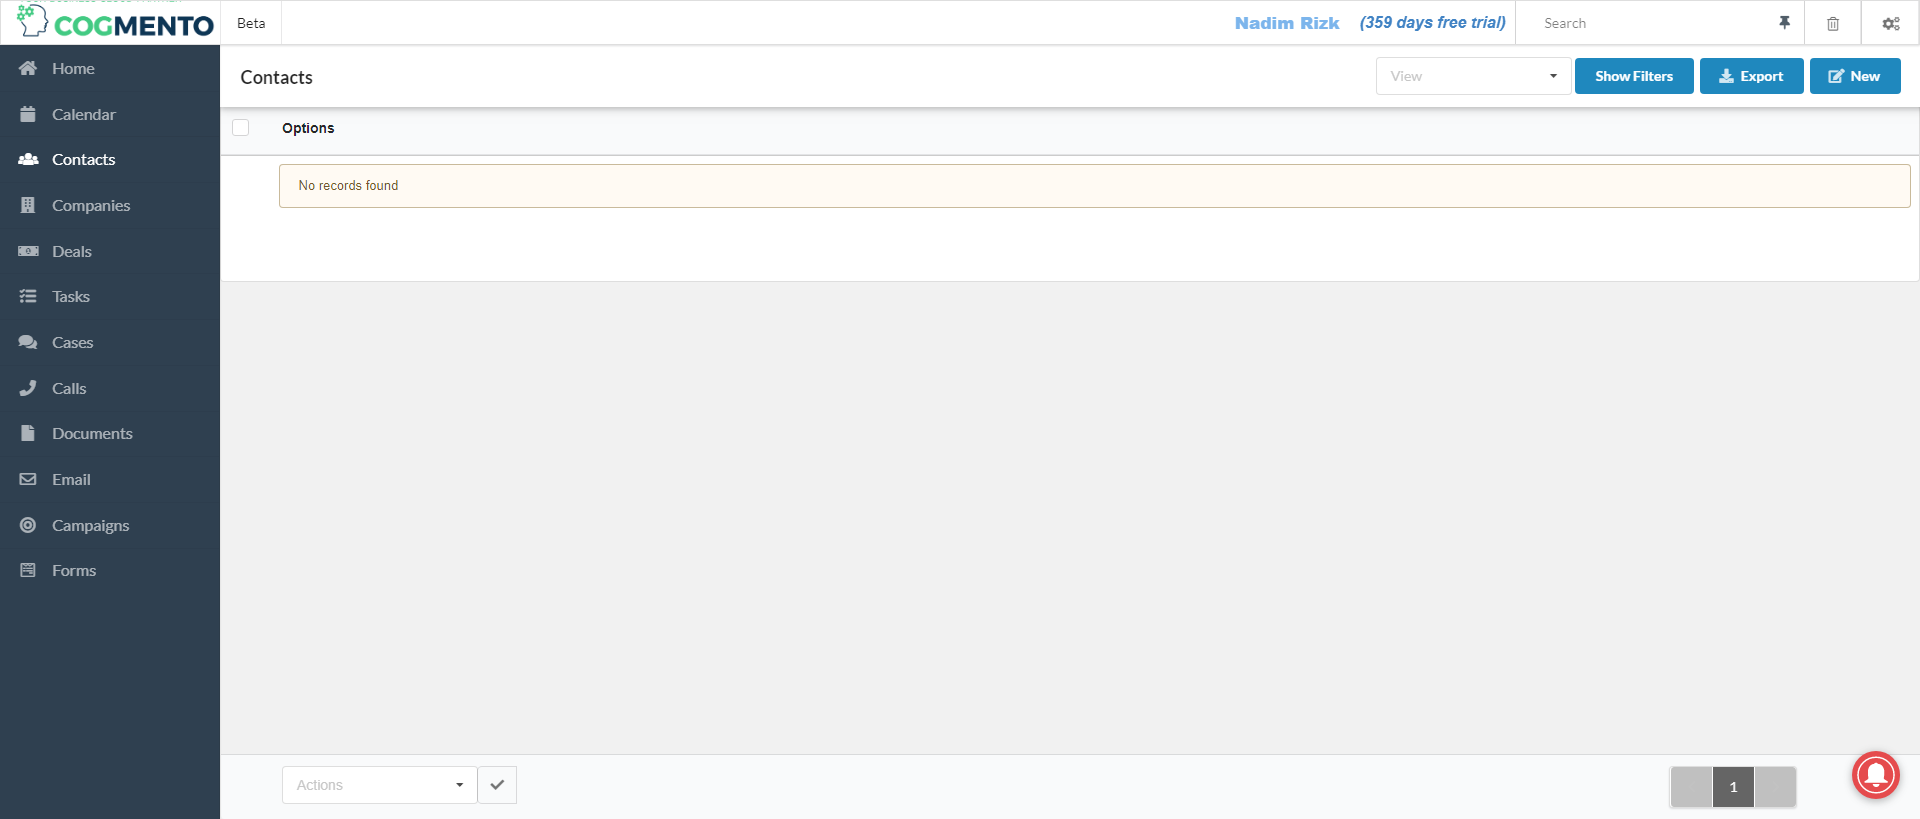 COGMENTO
Beta
Nadim Rizk
(359 days free trial)
Search
Home
Calendar
Contacts
Companies
Deals
Tasks
Cases
Calls
Documents
Email
Campaigns
Forms
Contacts
View
Show Filters
Export
New
Options
No records found
Actions
1